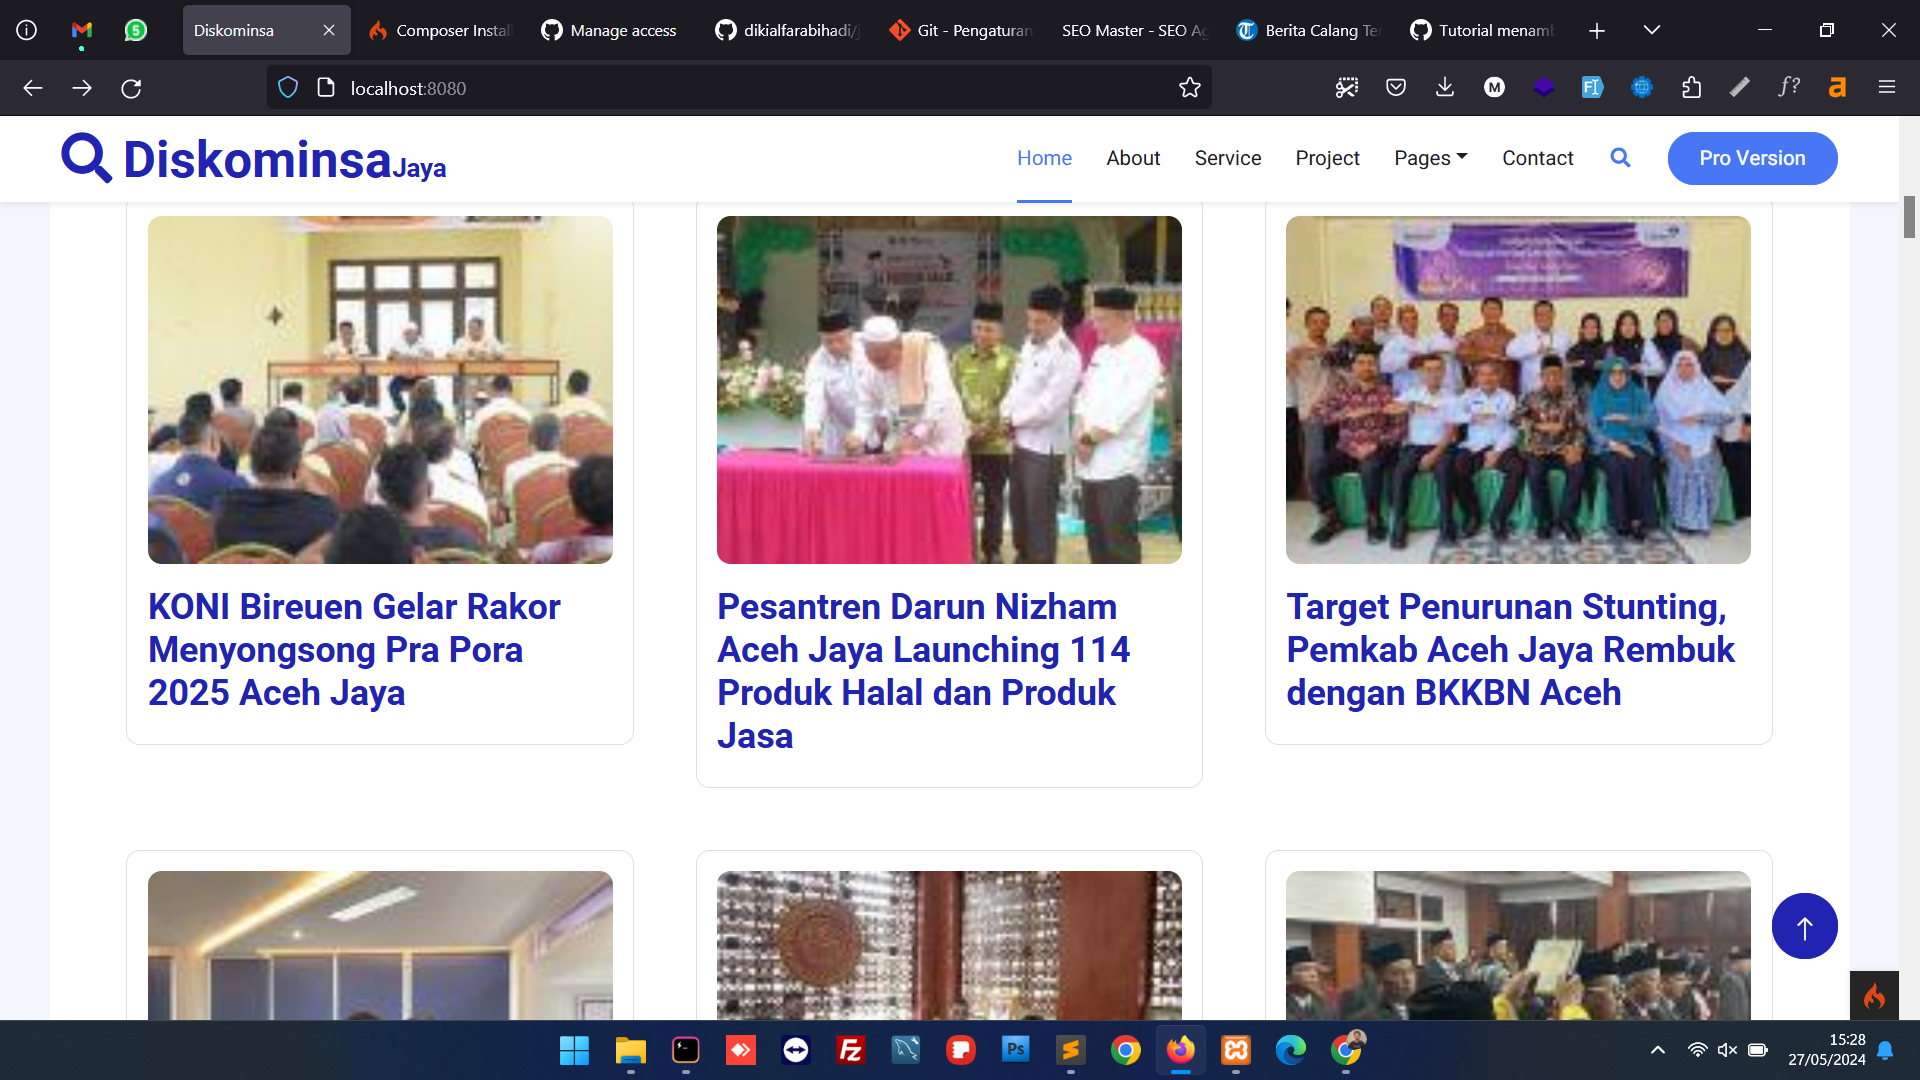 Diskominsa
Composer Instal
Manage access
dikialfarabihadi/j
Git - Pengaturan
SEO Master - SEO Ag
Berita Calang Te
Tutorial menamb
localhost:8080
DiskominsaJaya
Home
About
Service
Project
Pages
Contact
Pro Version
KONI Bireuen Gelar Rakor
Menyongsong Pra Pora
2025 Aceh Jaya
Pesantren Darun Nizham
Aceh Jaya Launching 114
Produk Halal dan Produk
Jasa
Target Penurunan Stunting,
Pemkab Aceh Jaya Rembuk
dengan BKKBN Aceh
15:28
27/05/2024